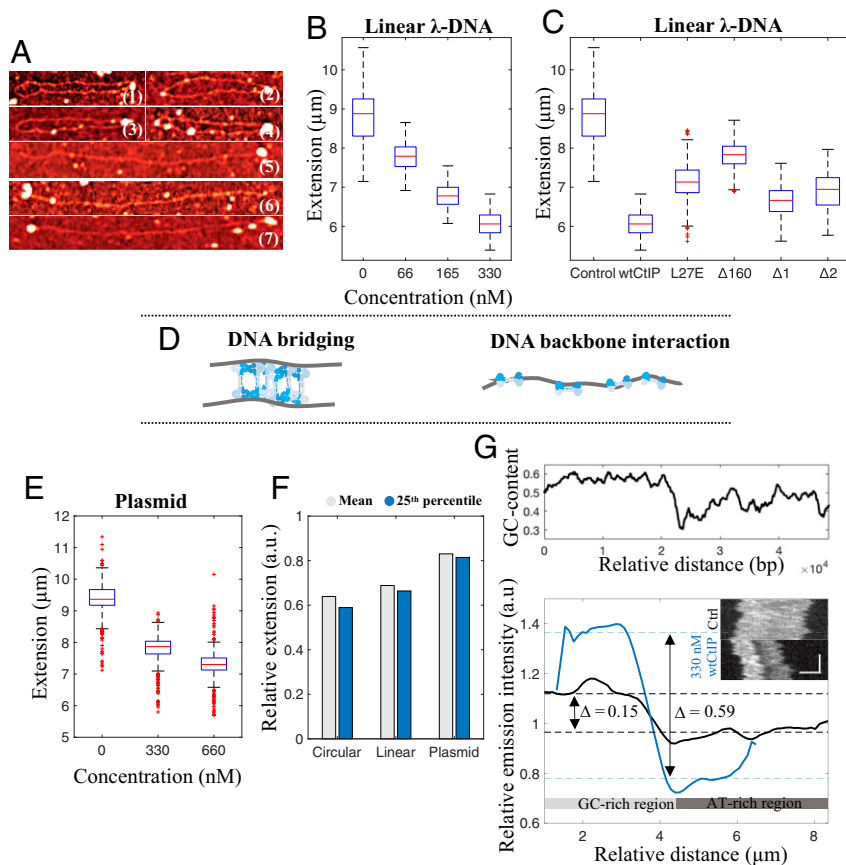 A
(1)
(2)
(3)
(4)
(5)
(6)
(7)
B
Linear λ-DNA
Extension (µm)
10
9
8
7
6
0 66 165 330
Concentration (nM)
C
Linear λ-DNA
Extension (µm)
10
9
8
7
6
Control wtCtIP L27E Δ160 Δ1 Δ2
D
DNA bridging
DNA backbone interaction
E
Plasmid
Extension (µm)
12
11
10
9
8
7
6
5
0 330 660
Concentration (nM)
F
Mean 25th percentile
Relative extension (a.u.)
1
0.8
0.6
0.4
0.2
0
Circular Linear Plasmid
G
GC-content
0.5
0.3
0 1 2 3 4
Relative distance (bp)
×10⁴
Relative emission intensity (a.u)
1.4
1.2
1
0.8
0.6
330 nM
wtCtIP
Ctrl
Δ = 0.15
Δ = 0.59
GC-rich region
AT-rich region
2 4 6 8
Relative distance (µm)